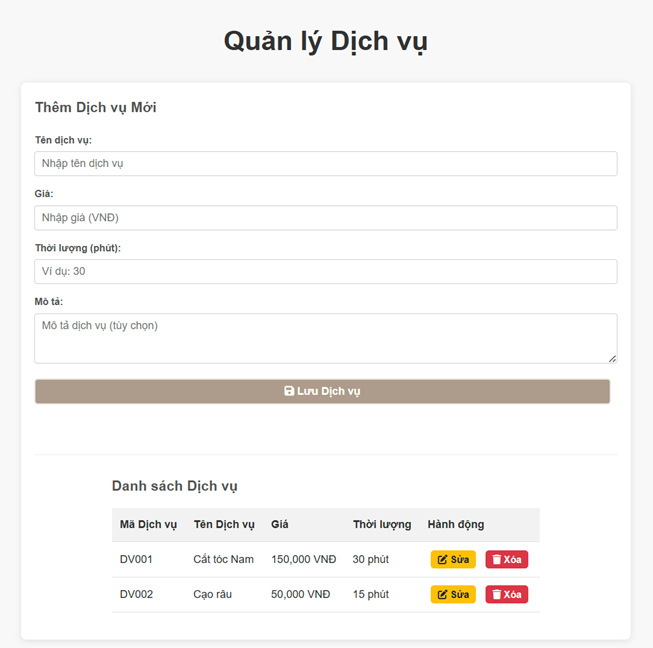 Quản lý Dịch vụ
Thêm Dịch vụ Mới
Tên dịch vụ:
Nhập tên dịch vụ
Giá:
Nhập giá (VNĐ)
Thời lượng (phút):
Ví dụ: 30
Mô tả:
Mô tả dịch vụ (tùy chọn)
Lưu Dịch vụ
Danh sách Dịch vụ
Mã Dịch vụ Tên Dịch vụ Giá Thời lượng Hành động
DV001 Cắt tóc Nam 150,000 VNĐ 30 phút Sửa Xóa
DV002 Cạo râu 50,000 VNĐ 15 phút Sửa Xóa